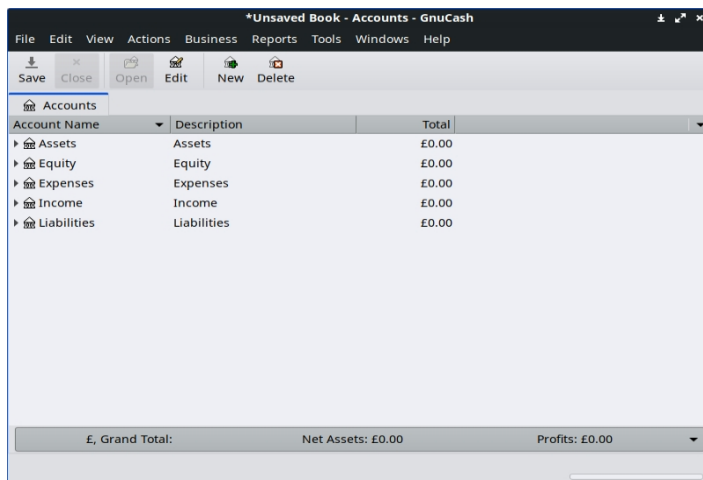 *Unsaved Book - Accounts - GnuCash
File Edit View Actions Business Reports Tools Windows Help
Save Close Open Edit New Delete
Accounts
Account Name Description Total
Assets Assets £0.00
Equity Equity £0.00
Expenses Expenses £0.00
Income Income £0.00
Liabilities Liabilities £0.00
£, Grand Total: Net Assets: £0.00 Profits: £0.00